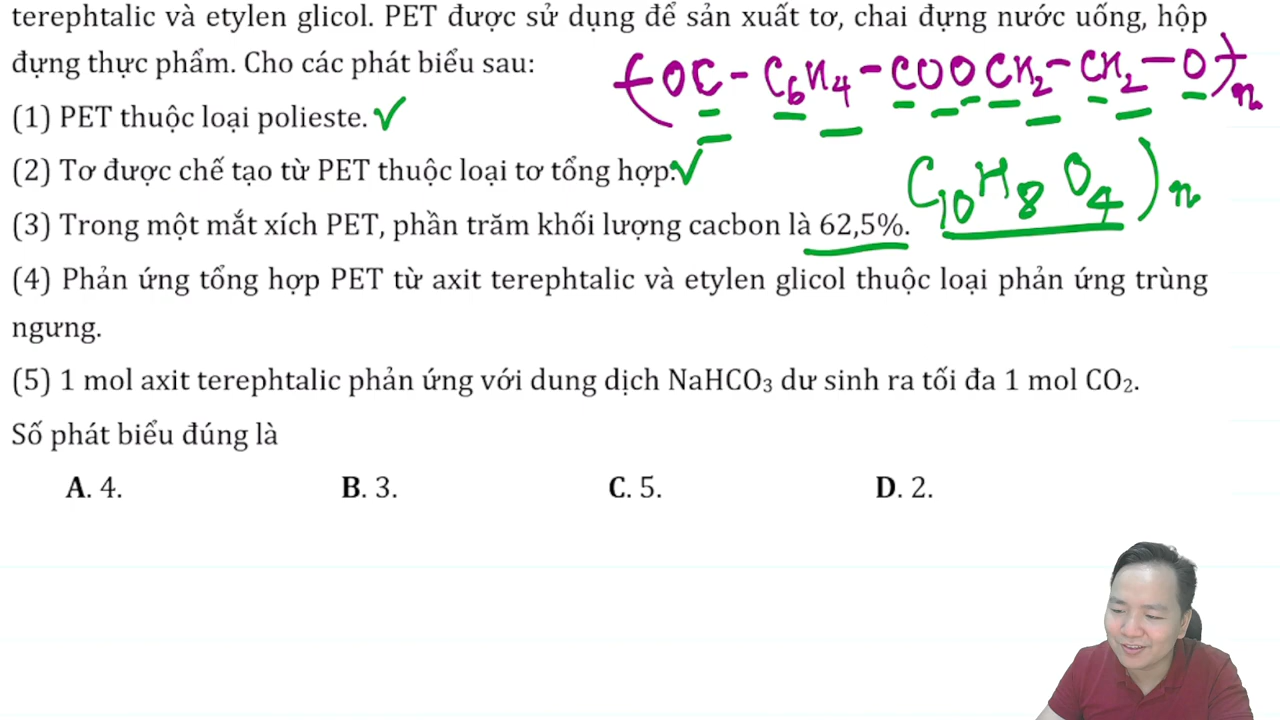 terephtalic và etylen glicol. PET được sử dụng để sản xuất tơ, chai đựng nước uống, hộp
đựng thực phẩm. Cho các phát biểu sau:
(OC-C6H4-COOCH2-CH2-O)n
(1) PET thuộc loại polieste. ✓
(2) Tơ được chế tạo từ PET thuộc loại tơ tổng hợp. ✓
C10H8O4)n
(3) Trong một mắt xích PET, phần trăm khối lượng cacbon là 62,5%.
(4) Phản ứng tổng hợp PET từ axit terephtalic và etylen glicol thuộc loại phản ứng trùng
ngưng.
(5) 1 mol axit terephtalic phản ứng với dung dịch NaHCO₃ dư sinh ra tối đa 1 mol CO₂.
Số phát biểu đúng là
A. 4. B. 3. C. 5. D. 2.